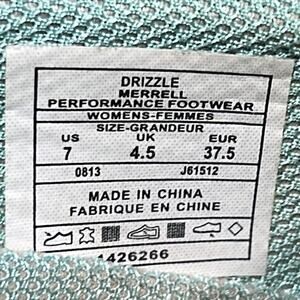 DRIZZLE
MERRELL
PERFORMANCE FOOTWEAR
WOMENS-FEMMES
SIZE-GRANDEUR
US UK EUR
7 4.5 37.5
0813 J61512
MADE IN CHINA
FABRIQUE EN CHINE
1426266